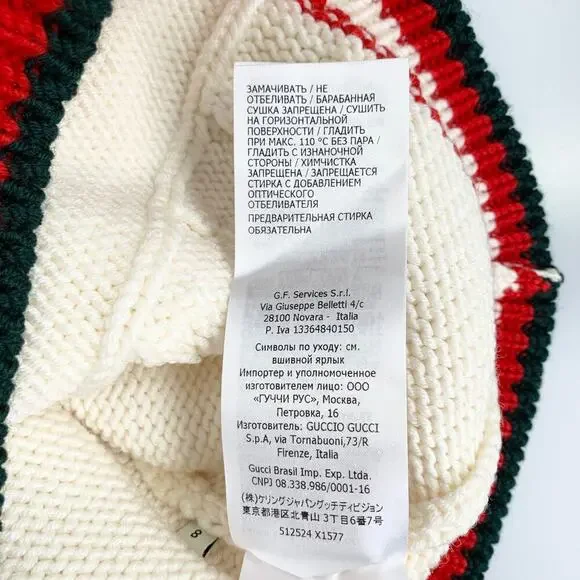 ЗАМАЧИВАТЬ / НЕ
ОТБЕЛИВАТЬ / БАРАБАННАЯ
СУШКА ЗАПРЕЩЕНА / СУШИТЬ
НА ГОРИЗОНТАЛЬНОЙ
ПОВЕРХНОСТИ / ГЛАДИТЬ
ПРИ МАКС. 110 °C БЕЗ ПАРА /
ГЛАДИТЬ С ИЗНАНОЧНОЙ
СТОРОНЫ / ХИМЧИСТКА
ЗАПРЕЩЕНА / ЗАПРЕЩАЕТСЯ
СТИРКА С ДОБАВЛЕНИЕМ
ОПТИЧЕСКОГО
ОТБЕЛИВАТЕЛЯ
ПРЕДВАРИТЕЛЬНАЯ СТИРКА
ОБЯЗАТЕЛЬНА
G.F. Services S.r.l.
Via Giuseppe Belletti 4/c
28100 Novara - Italia
P. Iva 13364840150
Символы по уходу: см.
вшивной ярлык
Импортер и уполномоченное
изготовителем лицо: ООО
«ГУЧЧИ РУС», Москва,
Петровка, 16
Изготовитель: GUCCIO GUCCI
S.p.A, via Tornabuoni,73/R
Firenze, Italia
Gucci Brasil Imp. Exp. Ltda.
CNPJ 08.338.986/0001-16
(株)ケリングジャパングッチディビジョン
東京都港区北青山 3丁目6番7号
512524 X1577
8